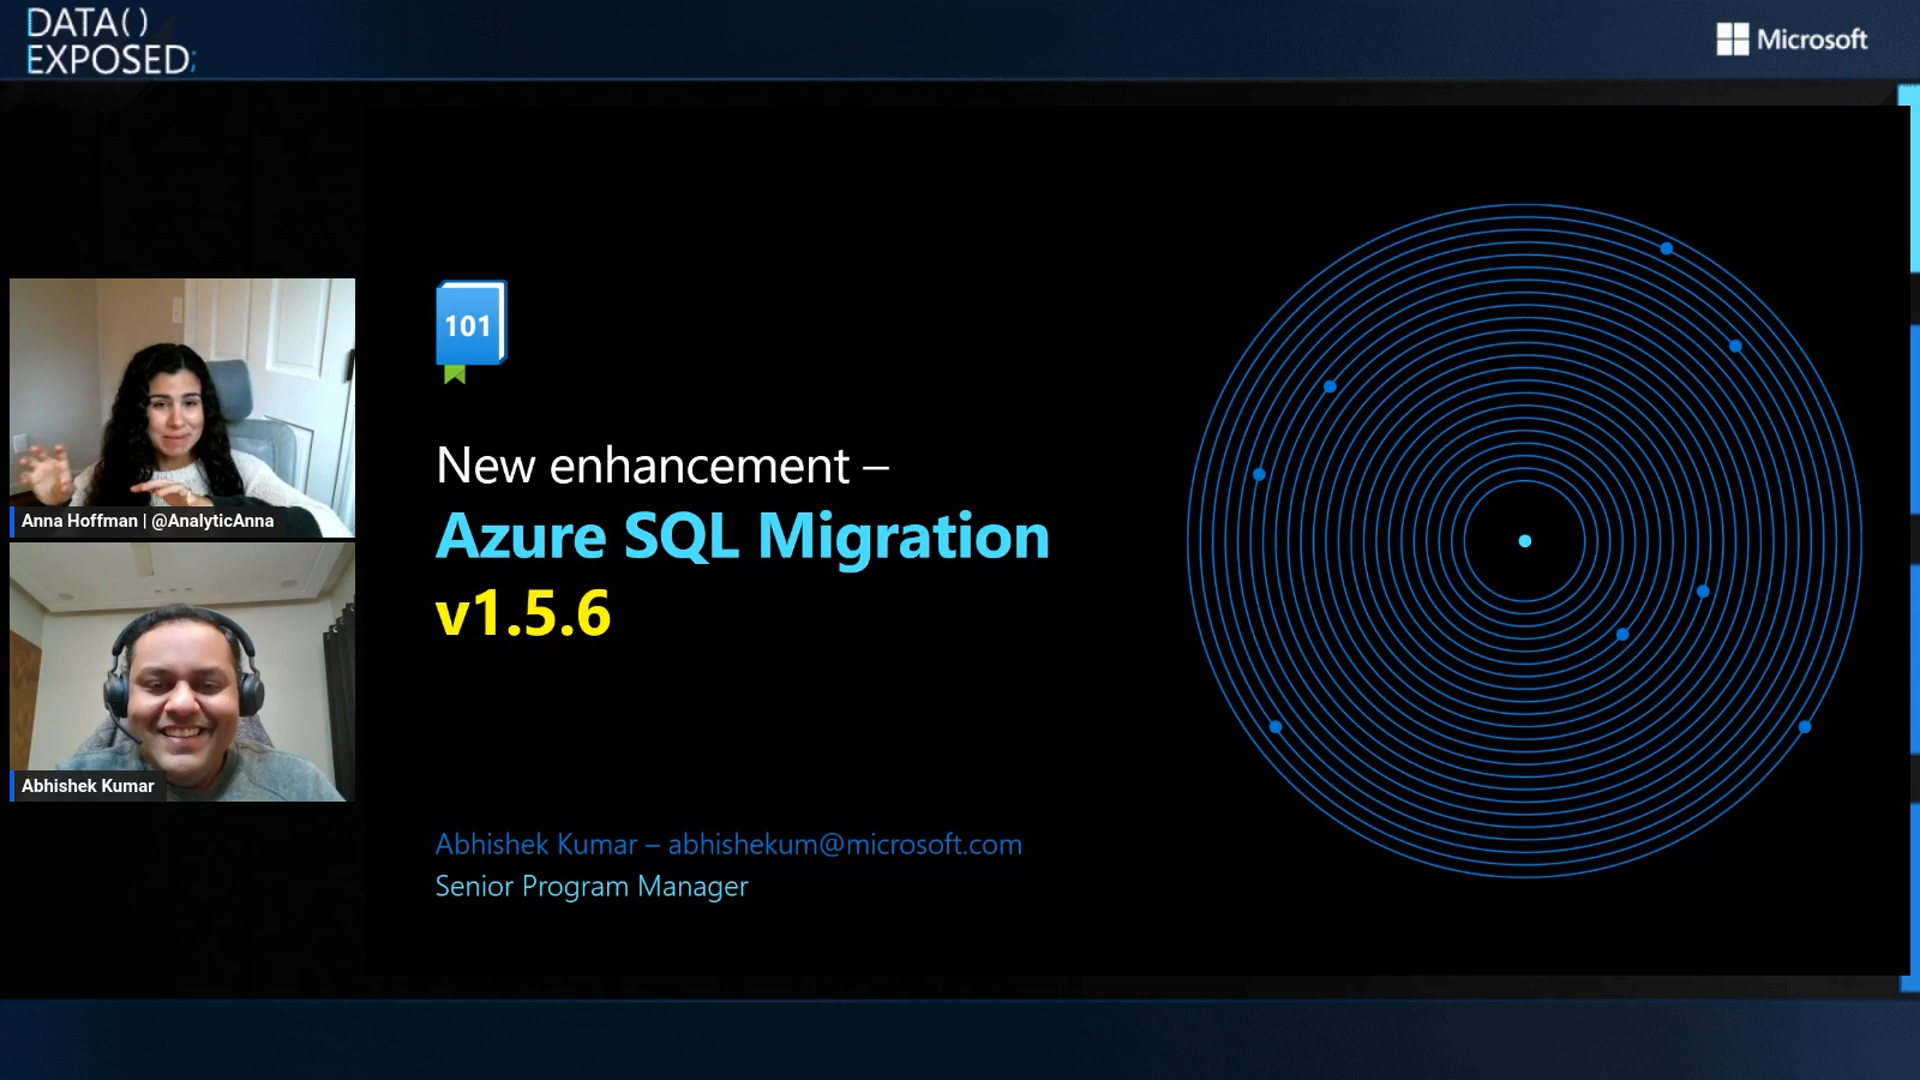 DATA()
EXPOSED;
Microsoft
Anna Hoffman | @AnalyticAnna
Abhishek Kumar
101
New enhancement –
Azure SQL Migration
v1.5.6
Abhishek Kumar – abhishekum@microsoft.com
Senior Program Manager